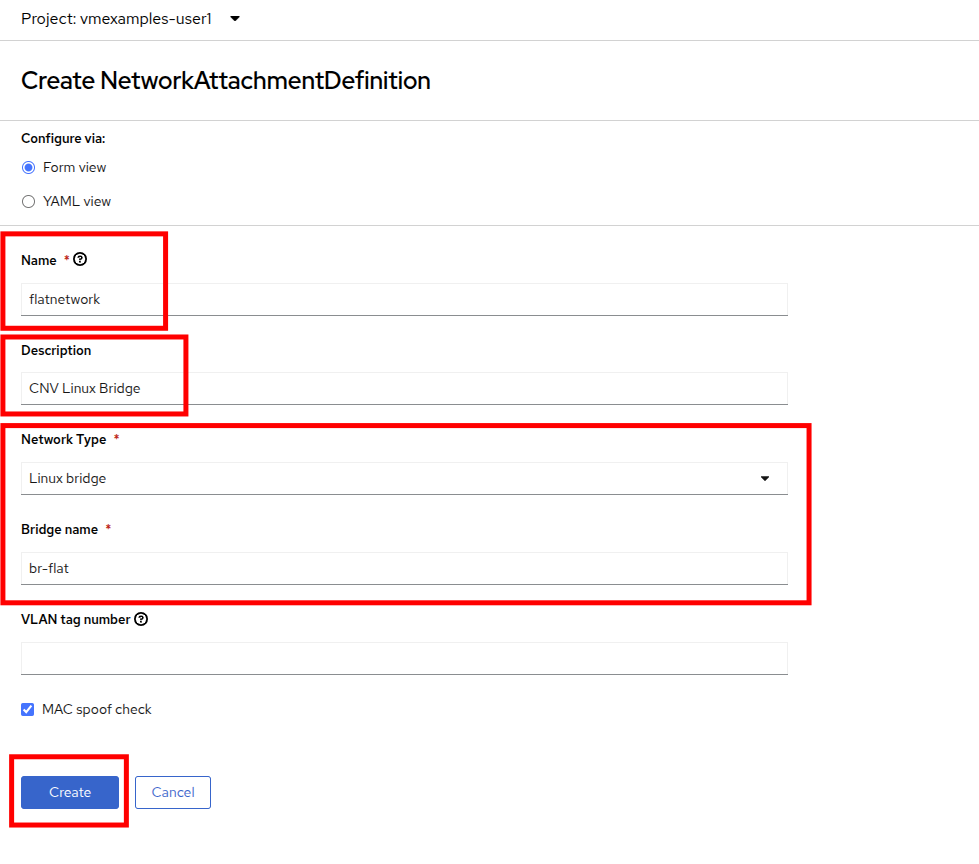 Project: vmexamples-user1
Create NetworkAttachmentDefinition
Configure via:
Form view
YAML view
Name *
flatnetwork
Description
CNV Linux Bridge
Network Type *
Linux bridge
Bridge name *
br-flat
VLAN tag number
MAC spoof check
Create Cancel